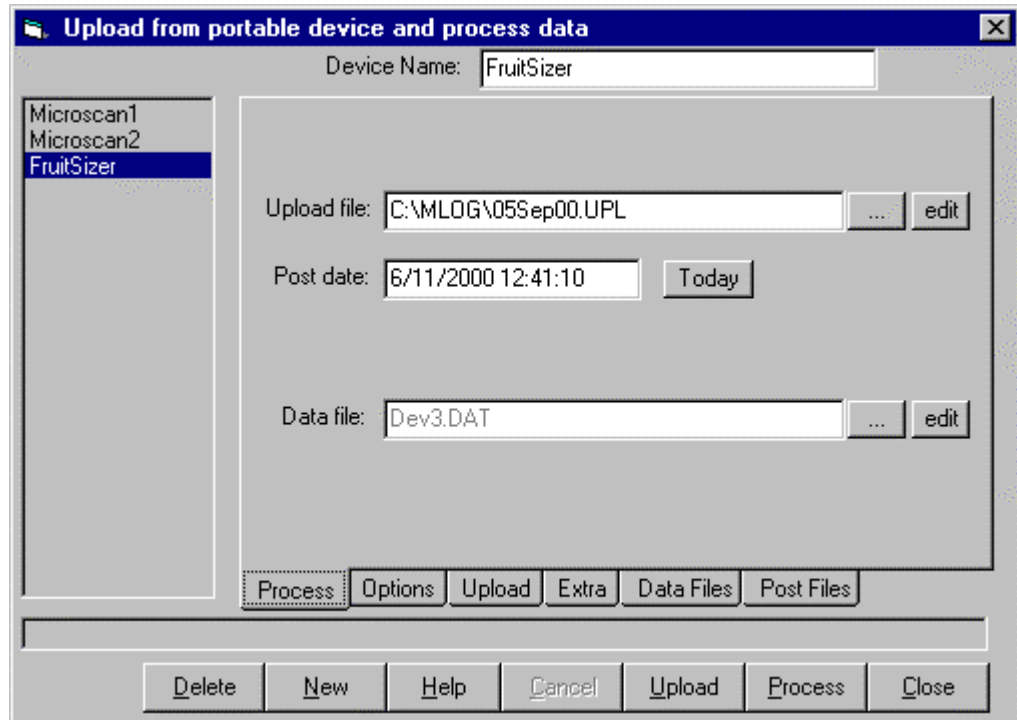 Upload from portable device and process data
Device Name: FruitSizer
Microscan1
Microscan2
FruitSizer
Upload file: C:\MLOG\05Sep00.UPL ... edit
Post date: 6/11/2000 12:41:10 Today
Data file: Dev3.DAT ... edit
Process Options Upload Extra Data Files Post Files
Delete New Help Cancel Upload Process Close